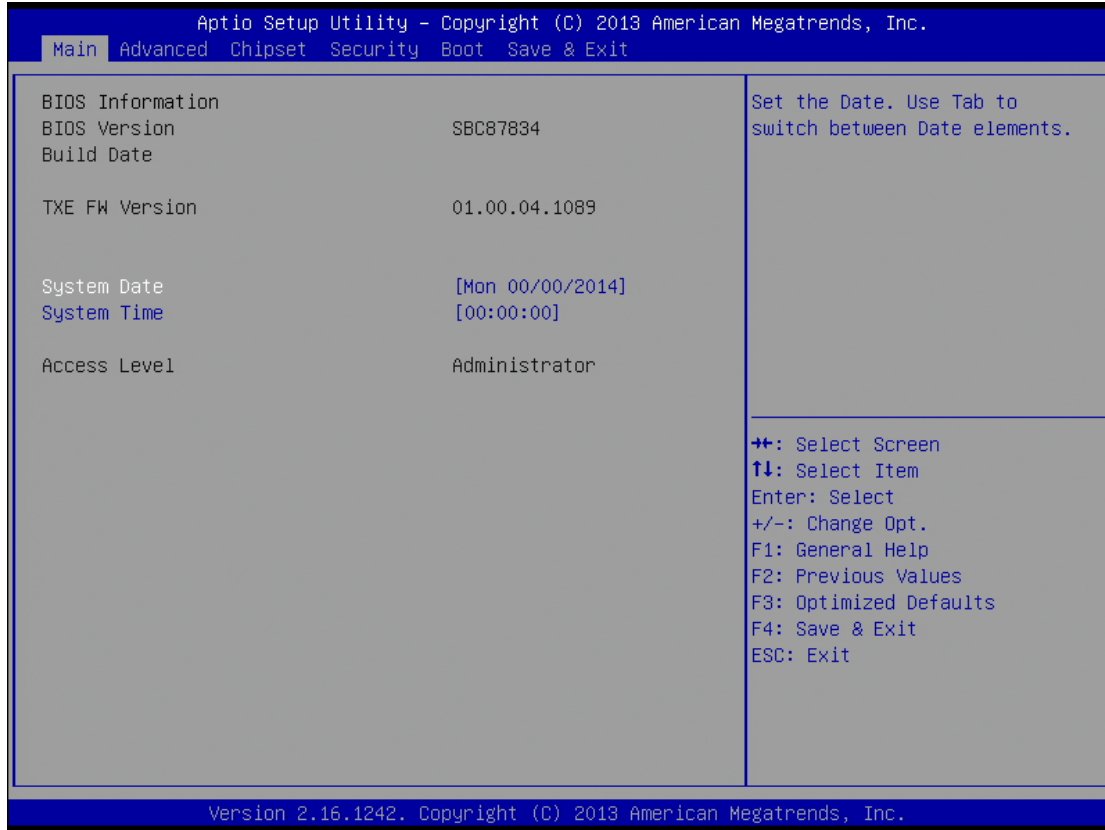 Aptio Setup Utility – Copyright (C) 2013 American Megatrends, Inc.
Main Advanced Chipset Security Boot Save & Exit
BIOS Information
BIOS Version SBC87834
Build Date
TXE FW Version 01.00.04.1089
System Date [Mon 00/00/2014]
System Time [00:00:00]
Access Level Administrator
Set the Date. Use Tab to
switch between Date elements.
→←: Select Screen
↑↓: Select Item
Enter: Select
+/-: Change Opt.
F1: General Help
F2: Previous Values
F3: Optimized Defaults
F4: Save & Exit
ESC: Exit
Version 2.16.1242. Copyright (C) 2013 American Megatrends, Inc.